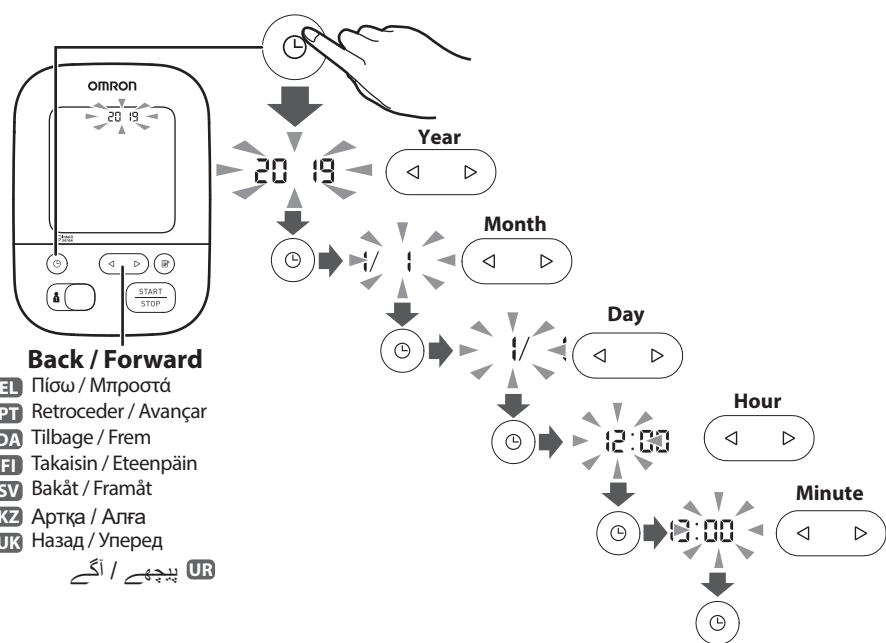 OMRON
20 19
Year
20 19
Month
1/ 1
START
STOP
Day
1/ 1
Back / Forward
EL Πίσω / Μπροστά
PT Retroceder / Avançar
DA Tilbage / Frem
FI Takaisin / Eteenpäin
SV Bakåt / Framåt
KZ Артқа / Алға
UK Назад / Уперед
UR پیچھے / آگے
Hour
12:00
Minute
13:00